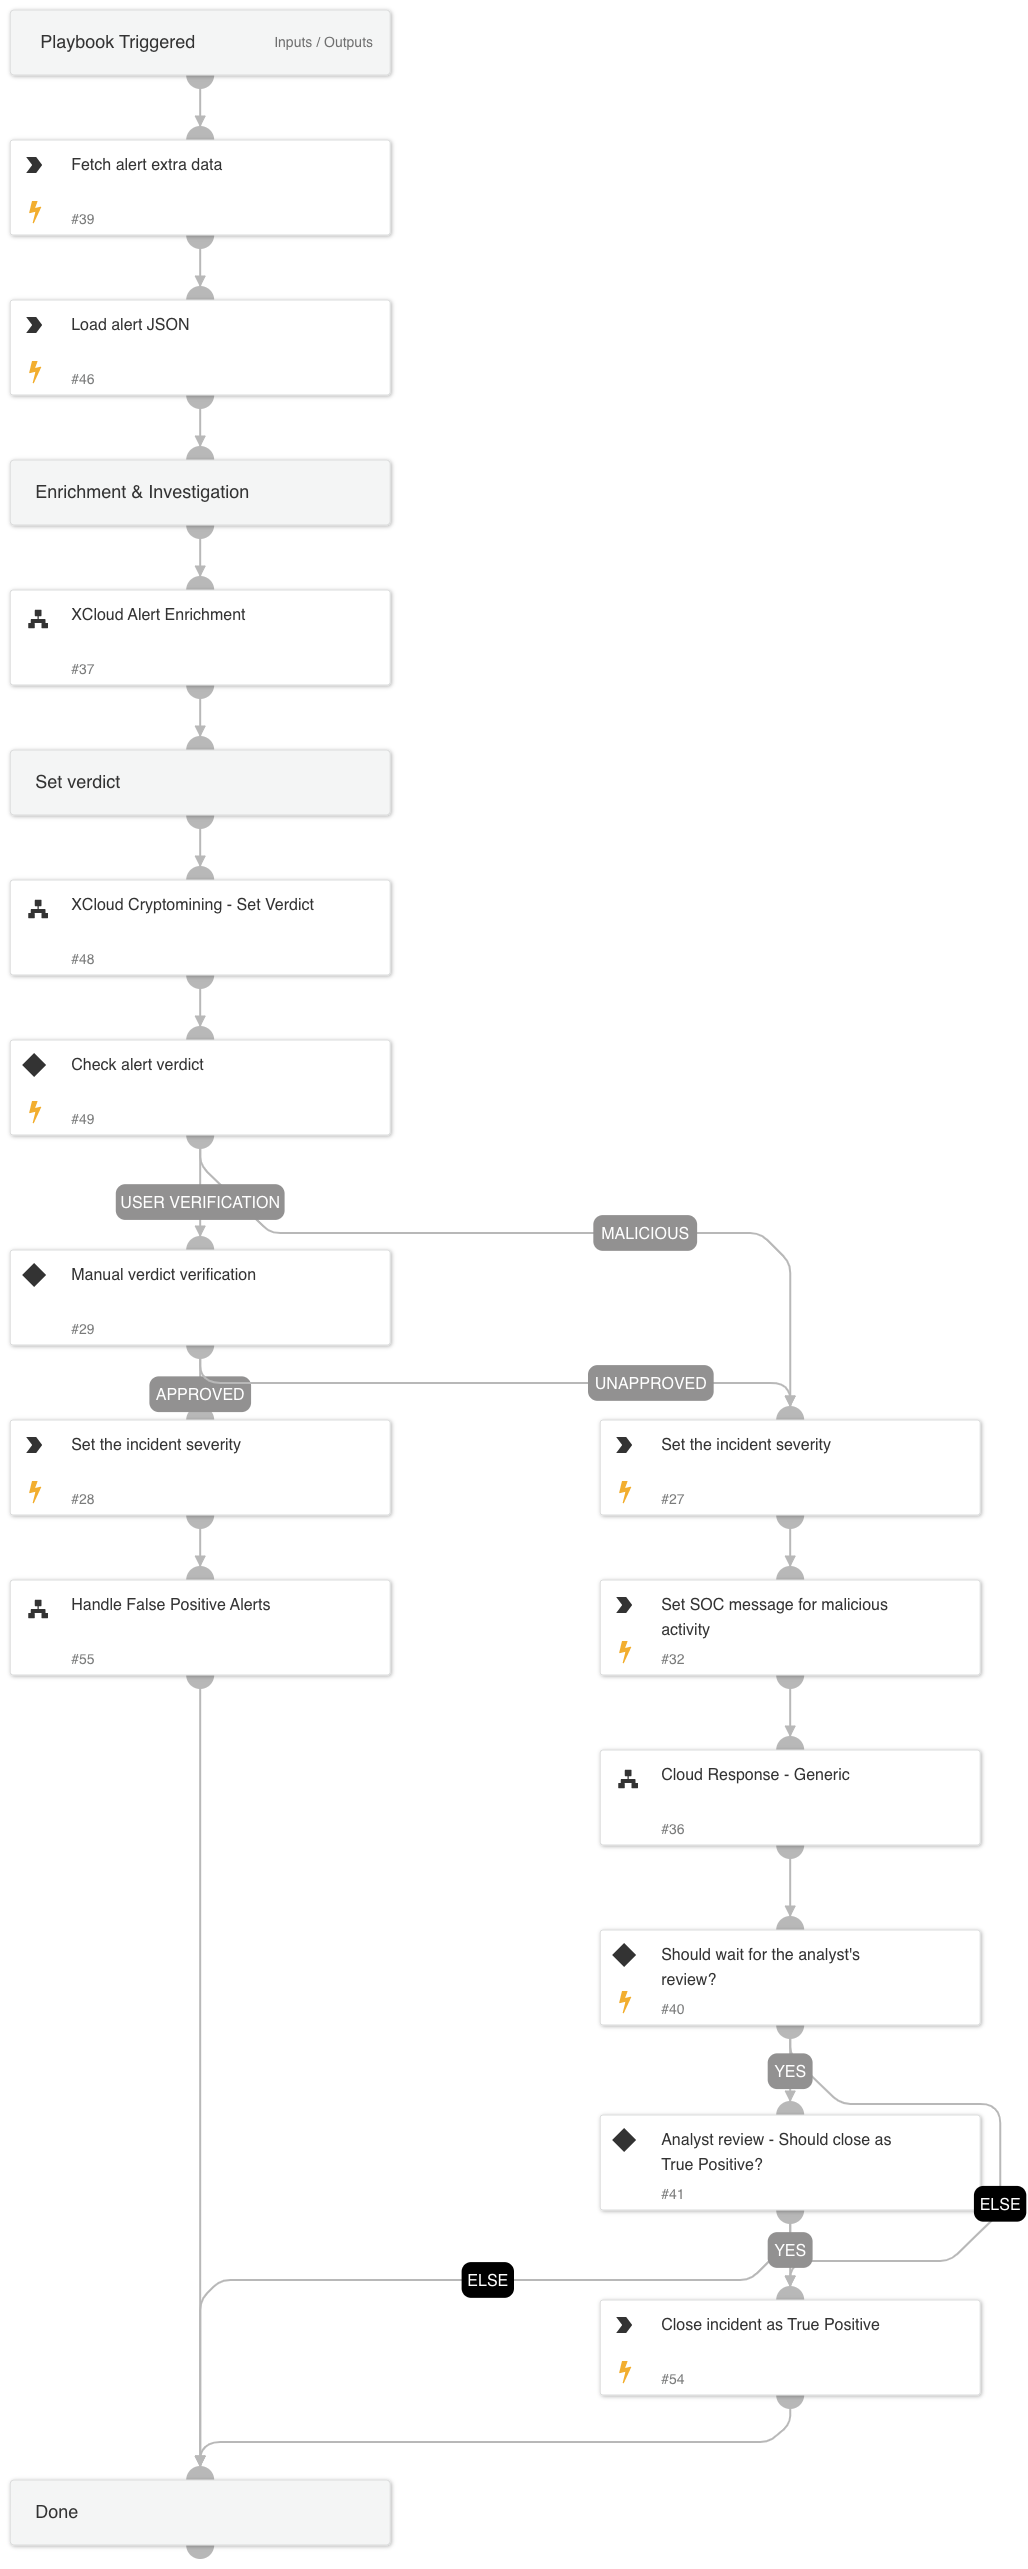 Playbook Triggered
Inputs / Outputs
Fetch alert extra data
#39
Load alert JSON
#46
Enrichment & Investigation
XCloud Alert Enrichment
#37
Set verdict
XCloud Cryptomining - Set Verdict
#48
Check alert verdict
#49
USER VERIFICATION
MALICIOUS
Manual verdict verification
#29
UNAPPROVED
APPROVED
Set the incident severity
#28
Set the incident severity
#27
Handle False Positive Alerts
#55
Set SOC message for malicious
activity
#32
Cloud Response - Generic
#36
Should wait for the analyst's
review?
#40
YES
Analyst review - Should close as
True Positive?
#41
ELSE
YES
ELSE
Close incident as True Positive
#54
Done